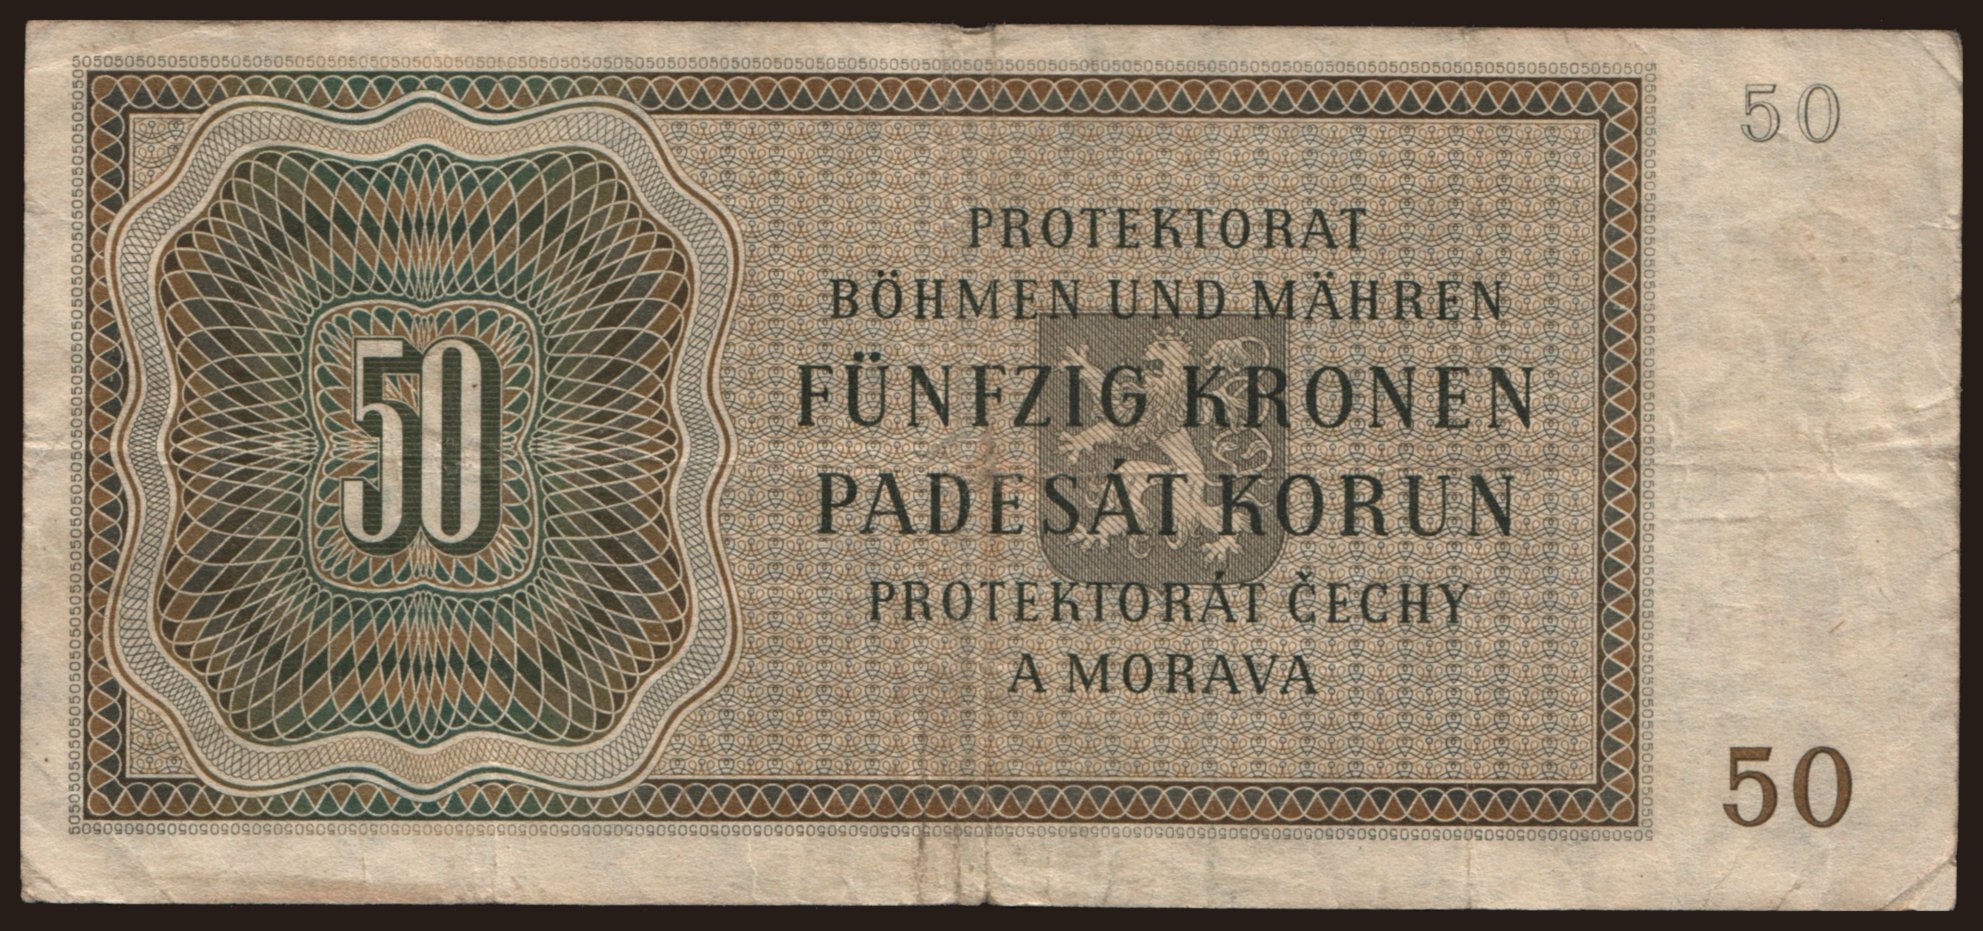 50
PROTEKTORAT
BÖHMEN UND MÄHREN
FÜNFZIG KRONEN
50
PADESÁT KORUN
PROTEKTORÁT ČECHY
A MORAVA
50